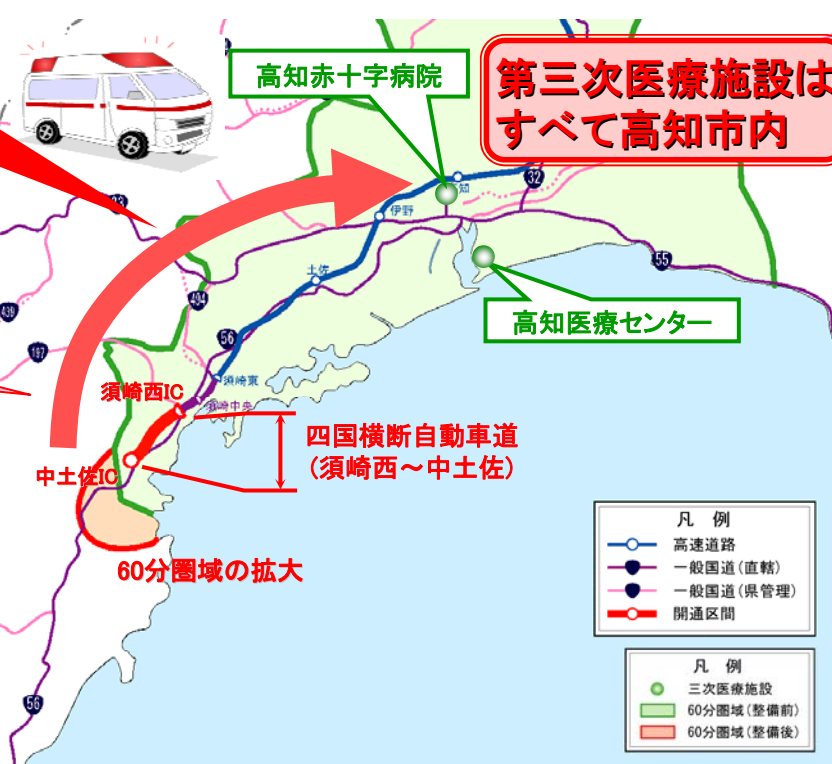 高知赤十字病院
第三次医療施設は
すべて高知市内
32
伊野
土佐
55
高知医療センター
494
439
197
56
須崎東
須崎西IC
須崎中央
四国横断自動車道
(須崎西～中土佐)
中土佐IC
60分圏域の拡大
56
凡 例
高速道路
一般国道(直轄)
一般国道(県管理)
開通区間
凡 例
三次医療施設
60分圏域(整備前)
60分圏域(整備後)